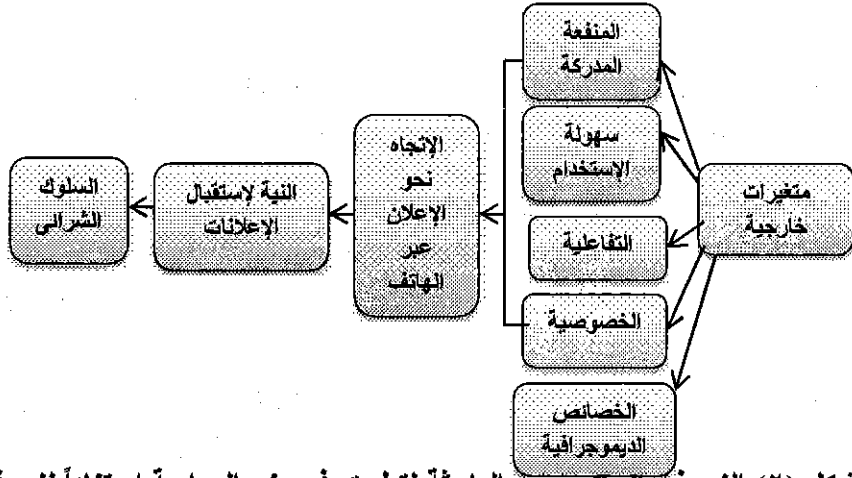 متغيرات
خارجية
المنفعة
المدركة
سهولة
الإستخدام
التفاعلية
الخصوصية
الخصائص
الديموجرافية
الإتجاه
نحو
الإعلان
عبر
الهاتف
النية لإستقبال
الإعلانات
السلوك
الشرائى